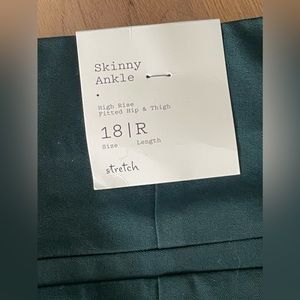 Skinny
Ankle
High Rise
Fitted Hip & Thigh
18|R
Size Length
stretch